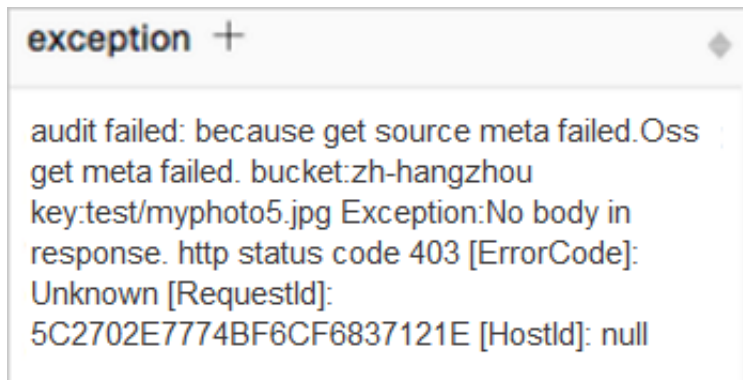 exception +
audit failed: because get source meta failed.Oss
get meta failed. bucket:zh-hangzhou
key:test/myphoto5.jpg Exception:No body in
response. http status code 403 [ErrorCode]:
Unknown [RequestId]:
5C2702E7774BF6CF6837121E [HostId]: null